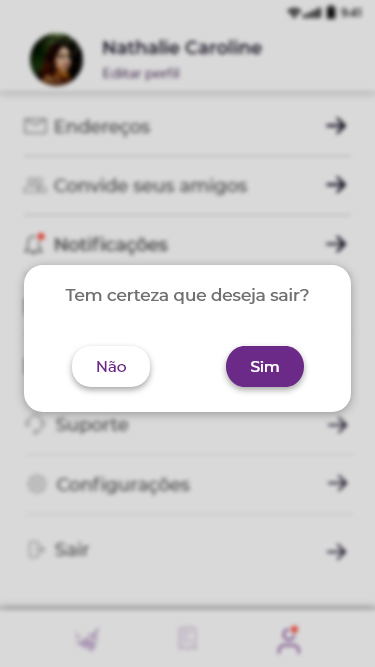 9:41
Nathalie Caroline
Editar perfil
Endereços
Convide seus amigos
Notificações
Tem certeza que deseja sair?
Não
Sim
Suporte
Configurações
Sair